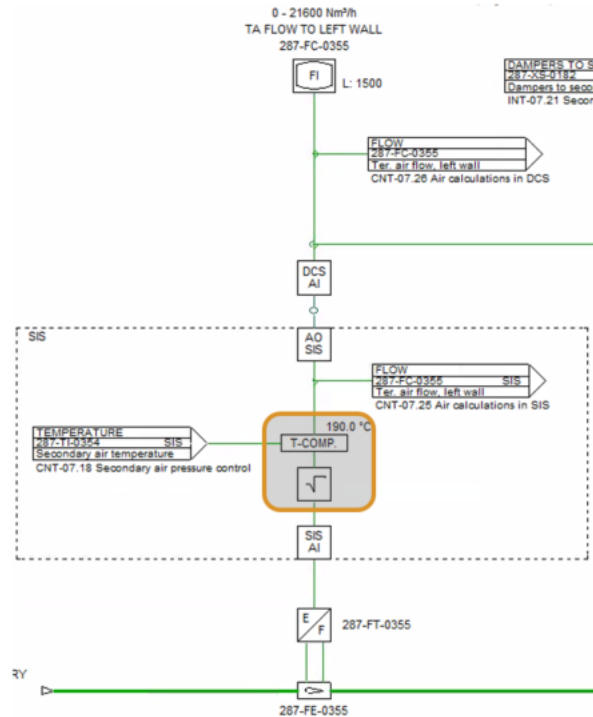 0 - 21600 Nm³/h
TA FLOW TO LEFT WALL
287-FC-0355
FI
L: 1500
DAMPERS TO S
287-XS-0182
Dampers to seco
INT-07.21 Secon
FLOW
287-FC-0355
Ter. air flow, left wall
CNT-07.26 Air calculations in DCS
DCS
AI
SIS
AO
SIS
FLOW
287-FC-0355 SIS
Ter. air flow, left wall
CNT-07.25 Air calculations in SIS
190.0 °C
T-COMP.
TEMPERATURE
287-TI-0354 SIS
Secondary air temperature
CNT-07.18 Secondary air pressure control
√
SIS
AI
E
F
287-FT-0355
RY
287-FE-0355